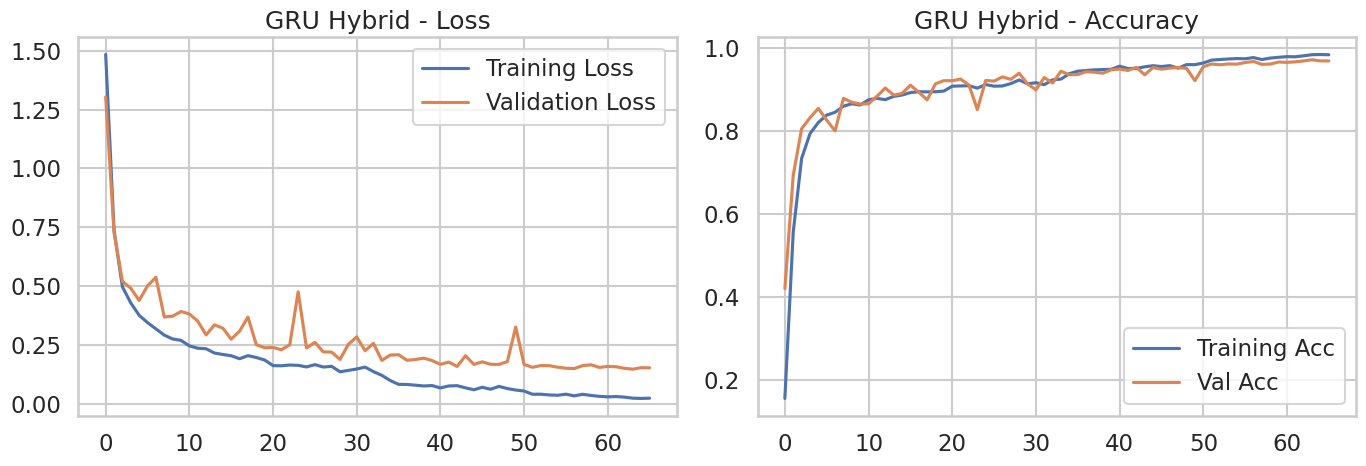 GRU Hybrid - Loss
1.50
1.25
1.00
0.75
0.50
0.25
0.00
0 10 20 30 40 50 60
Training Loss
Validation Loss
GRU Hybrid - Accuracy
1.0
0.8
0.6
0.4
0.2
0 10 20 30 40 50 60
Training Acc
Val Acc